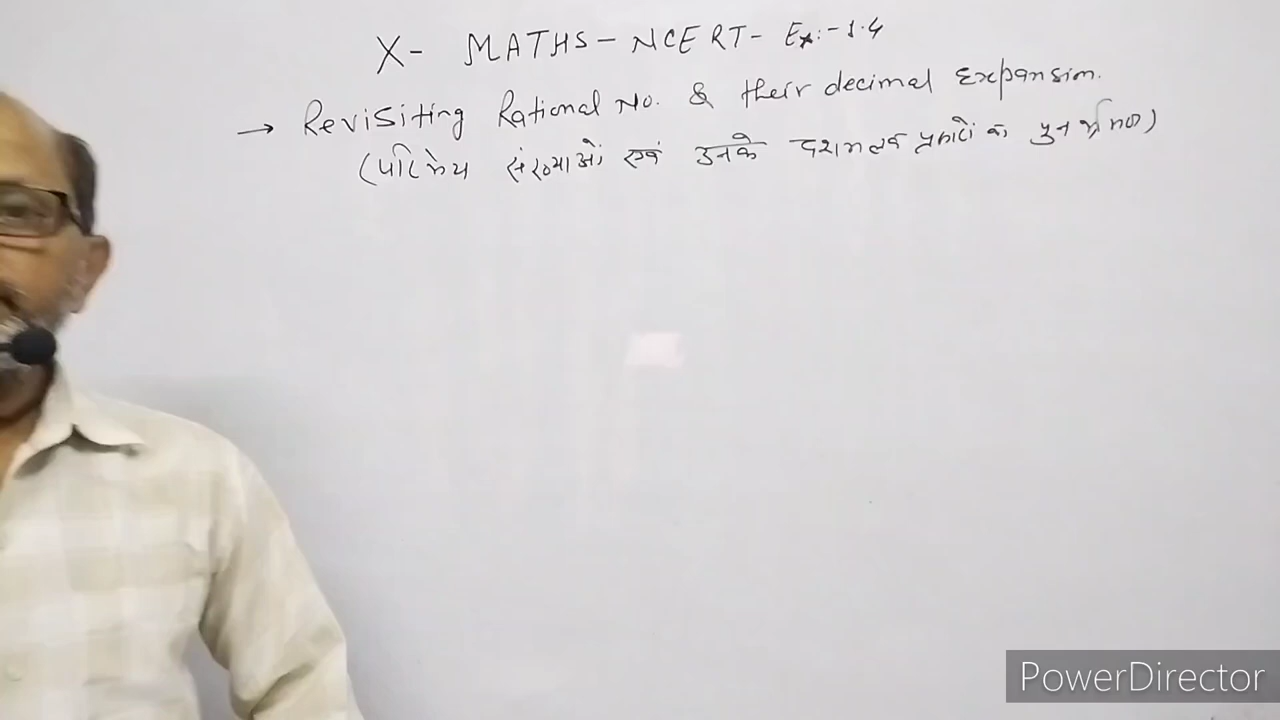 X- MATHS - NCERT - Ex:- 1.4
→ Revisiting Rational No. & their decimal Expansion.
(परिमेय संख्याओं एवं उनके दशमलव प्रसारों का पुनर्भ्रमण)
PowerDirector